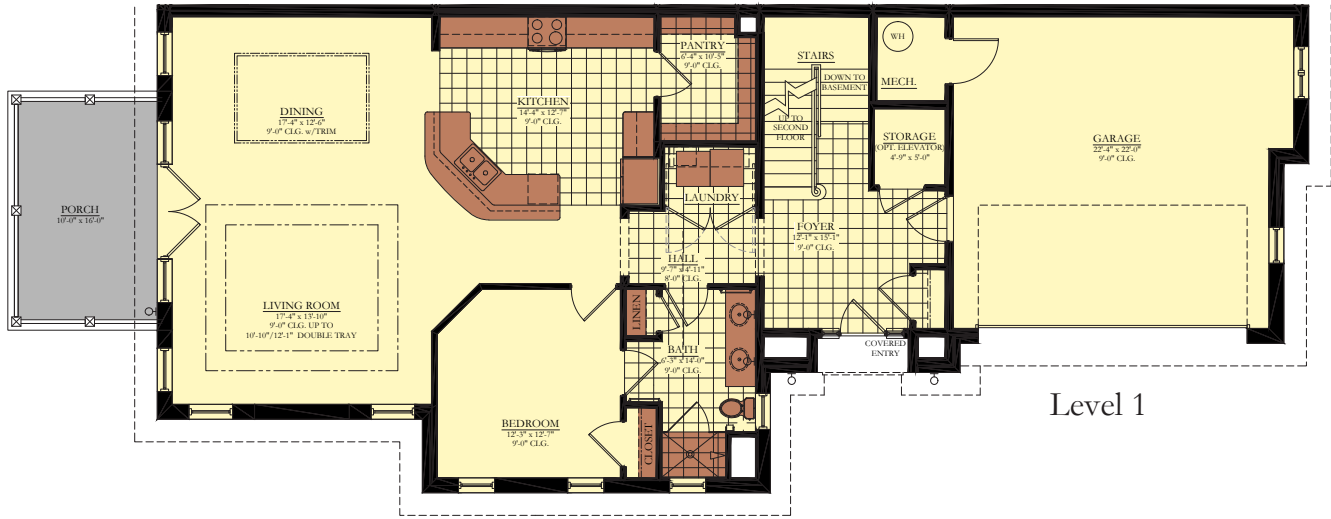 WH
PANTRY
6'-4" x 10'-5"
9'-0" CLG.
STAIRS
MECH.
DOWN TO
BASEMENT
KITCHEN
14'-4" x 12'-7"
9'-0" CLG.
DINING
17'-4" x 12'-6"
9'-0" CLG. w/TRIM
UP TO
SECOND
FLOOR
STORAGE
(OPT. ELEVATOR)
4'-9" x 5'-0"
GARAGE
22'-4" x 22'-0"
9'-0" CLG.
LAUNDRY
PORCH
10'-0" x 16'-0"
FOYER
12'-1" x 15'-1"
9'-0" CLG.
HALL
9'-7" x 4'-11"
8'-0" CLG.
LIVING ROOM
17'-4" x 13'-10"
9'-0" CLG. UP TO
10'-10"/12'-1" DOUBLE TRAY
LINEN
BATH
6'-3" x 14'-0"
9'-0" CLG.
COVERED
ENTRY
Level 1
BEDROOM
12'-3" x 12'-7"
9'-0" CLG.
CLOSET